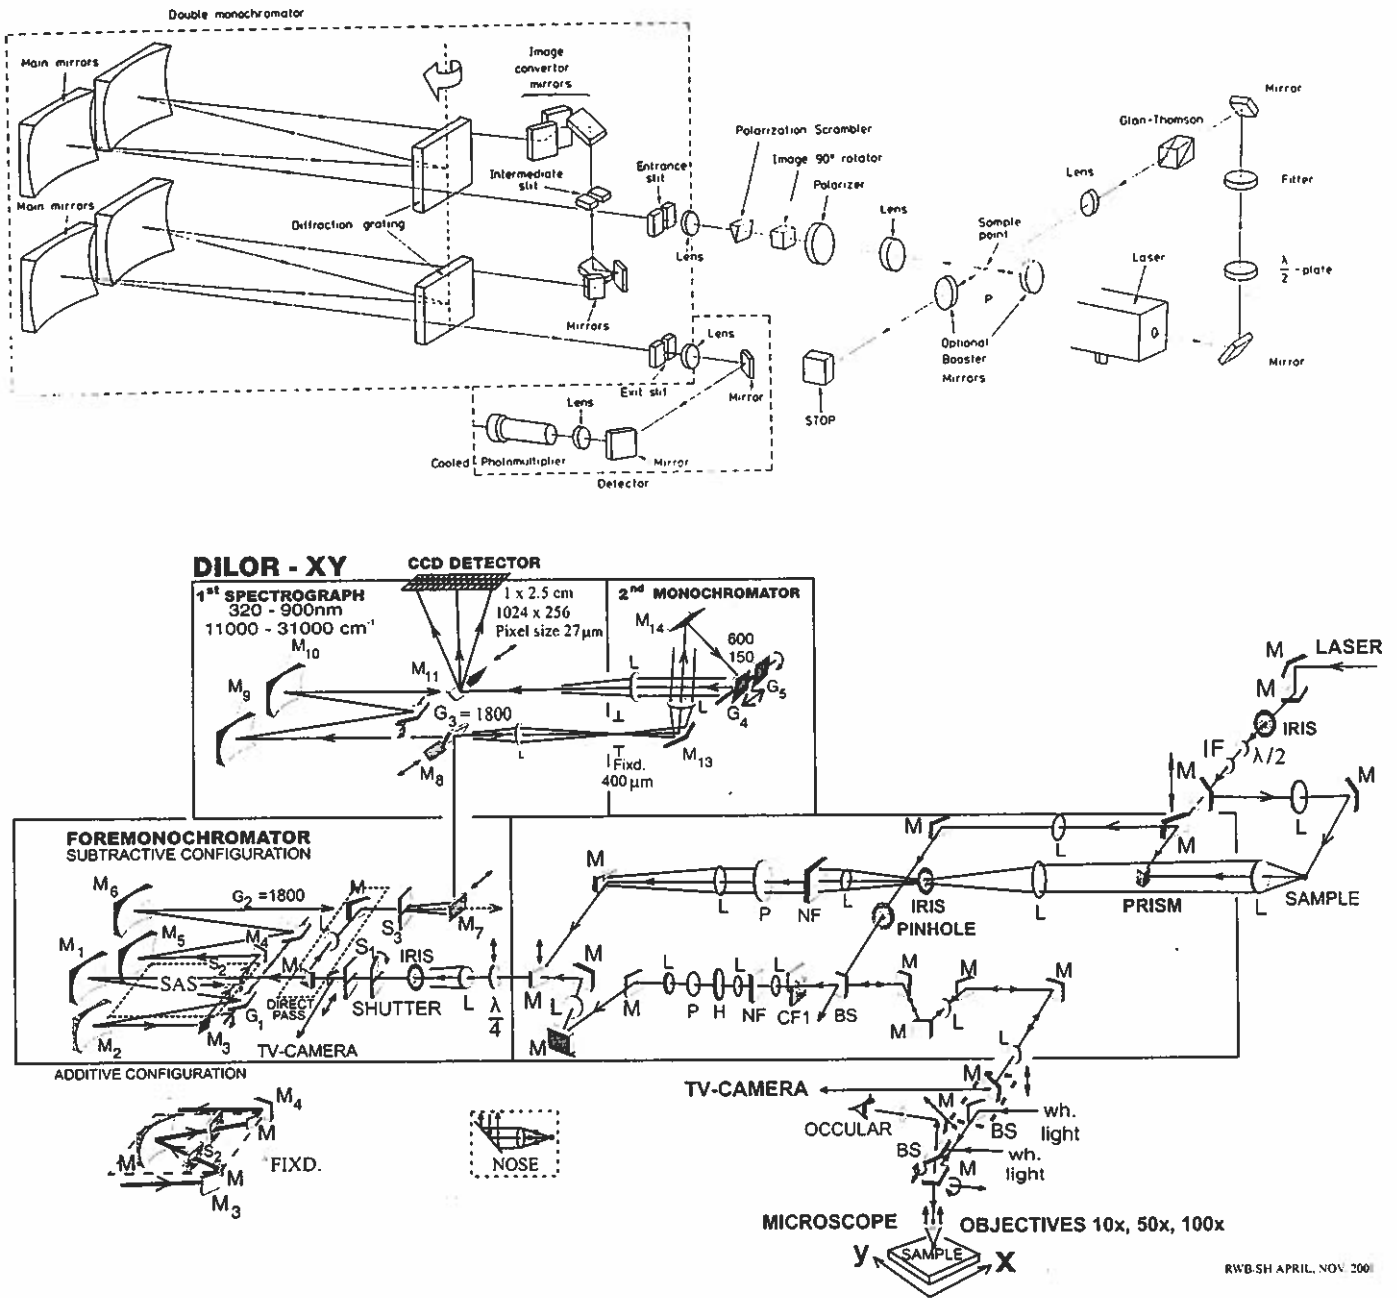 Double monochromator
Main mirrors
Image
convertor
mirrors
Mirror
Glan-Thomson
Polarization Scrambler
Image 90° rotator
Polarizer
Intermediate
slit
Entrance
slit
Lens
Filter
Main mirrors
Diffraction grating
Lens
Sample
point
Lens
Laser
λ/2 -plate
P
Mirrors
Lens
Optional
Booster
Mirrors
Mirror
Exit slit
Mirror
Lens
STOP
Cooled Photomultiplier
Mirror
Detector
DILOR - XY
CCD DETECTOR
1st SPECTROGRAPH
320 - 900nm
11000 - 31000 cm-1
1 x 2.5 cm
1024 x 256
Pixel size 27µm
2nd MONOCHROMATOR
M14
600
150
M10
M9
M11
L
G5
G4
G3 = 1800
L
L
M8
M13
Fixd.
400µm
M
LASER
M
IRIS
IF
λ/2
M
M
L
FOREMONOCHROMATOR
SUBTRACTIVE CONFIGURATION
M
L
M
M6
G2 =1800
M
L
S3
M7
M
L
P
NF
L
IRIS
L
PRISM
L
SAMPLE
PINHOLE
M1
M5
M4
S2
S1
IRIS
SAS
M
DIRECT
PASS
SHUTTER
L
λ/4
M
M
L
M
L
P
H
L
NF
L
CF1
BS
M
M
L
M
M2
M3
G1
TV-CAMERA
M
L
ADDITIVE CONFIGURATION
M4
M
S2
FIXD.
M
M
M3
NOSE
TV-CAMERA
M
M
OCCULAR
BS
wh.
light
BS
wh.
light
M
MICROSCOPE
OBJECTIVES 10x, 50x, 100x
y
SAMPLE
x
RWB-SH APRIL, NOV.